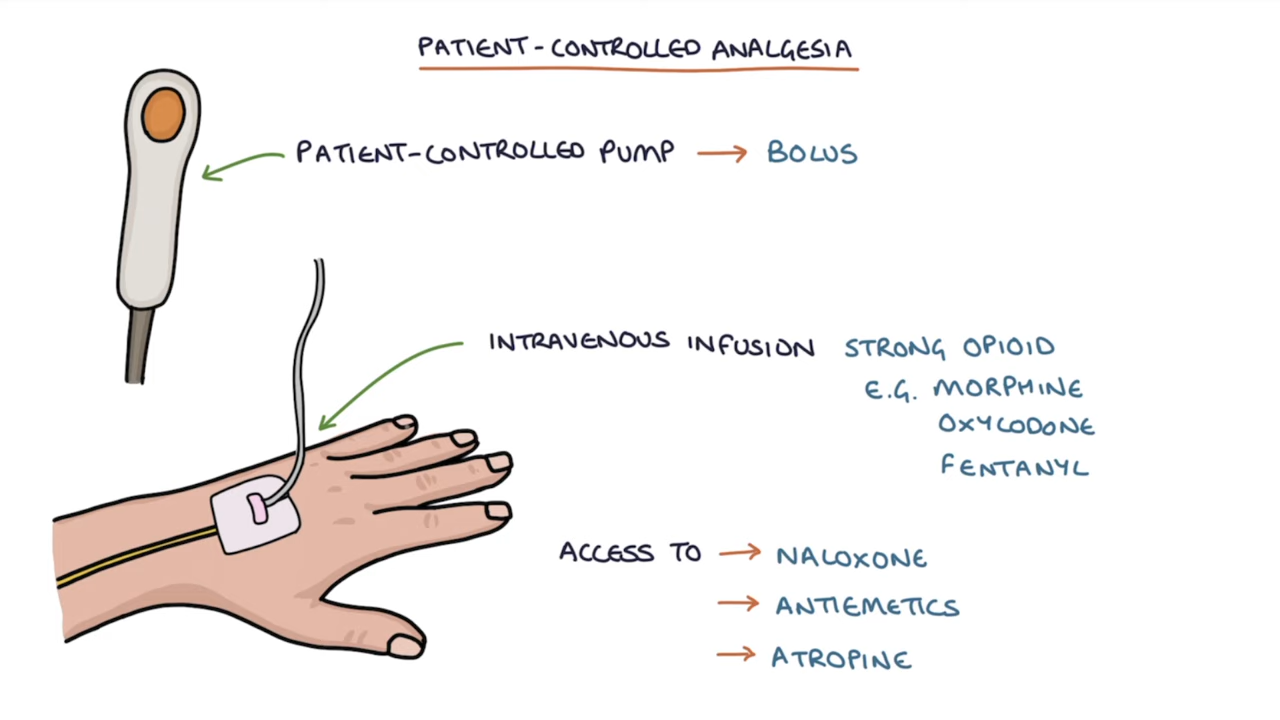 PATIENT-CONTROLLED ANALGESIA
PATIENT-CONTROLLED PUMP → BOLUS
INTRAVENOUS INFUSION STRONG OPIOID
E.G. MORPHINE
OXYCODONE
FENTANYL
ACCESS TO → NALOXONE
→ ANTIEMETICS
→ ATROPINE